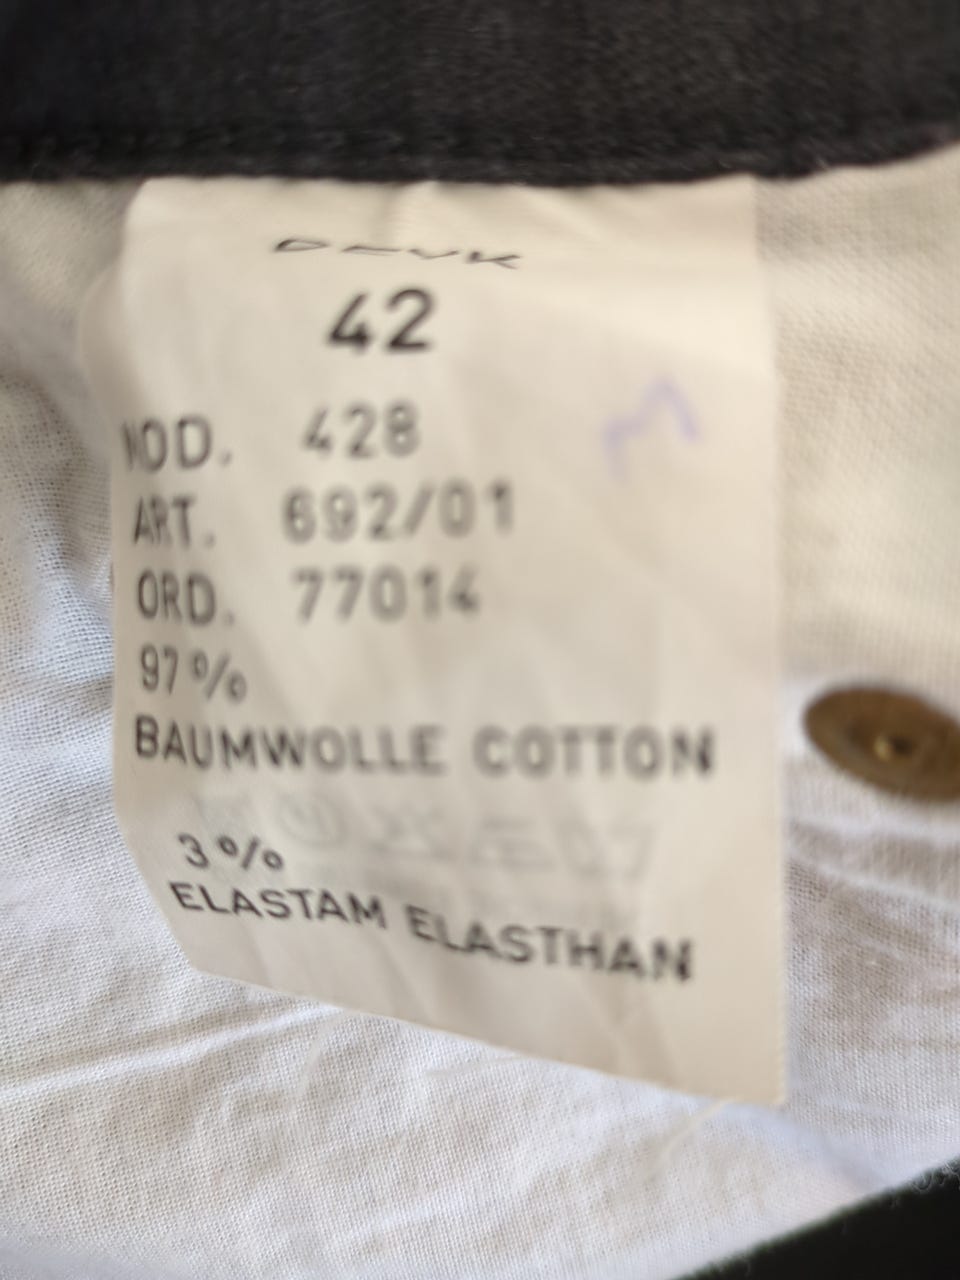 42
MOD. 428
ART. 692/01
ORD. 77014
97%
BAUMWOLLE COTTON
3%
ELASTAM ELASTHAN